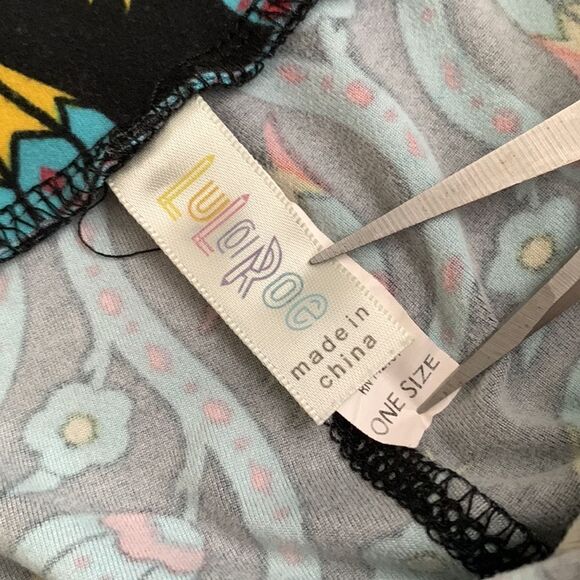 LuLaRoe
made in
china
ONE SIZE